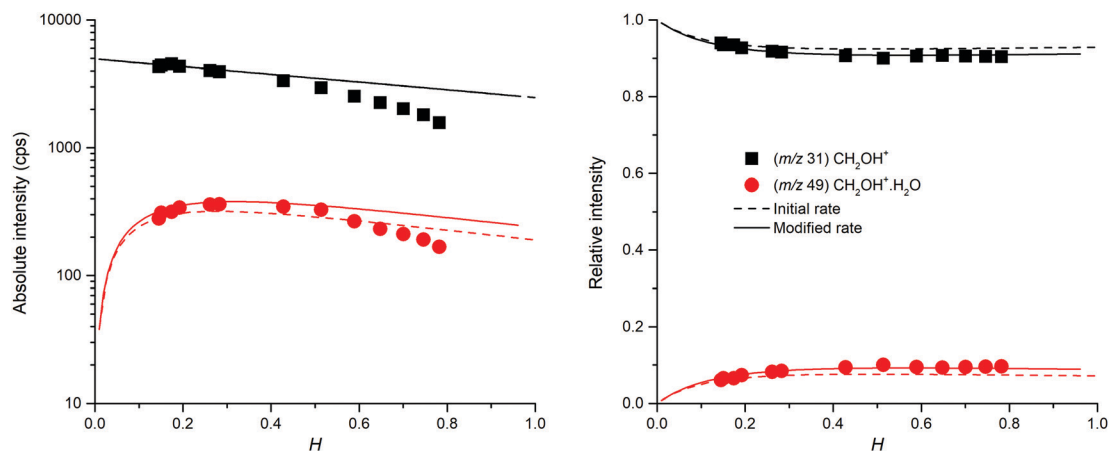 10000
1000
100
10
Absolute intensity (cps)
0.0 0.2 0.4 0.6 0.8 1.0
H
1.0
0.8
0.6
0.4
0.2
0.0
Relative intensity
(m/z 31) CH₂OH⁺
(m/z 49) CH₂OH⁺.H₂O
Initial rate
Modified rate
0.0 0.2 0.4 0.6 0.8 1.0
H